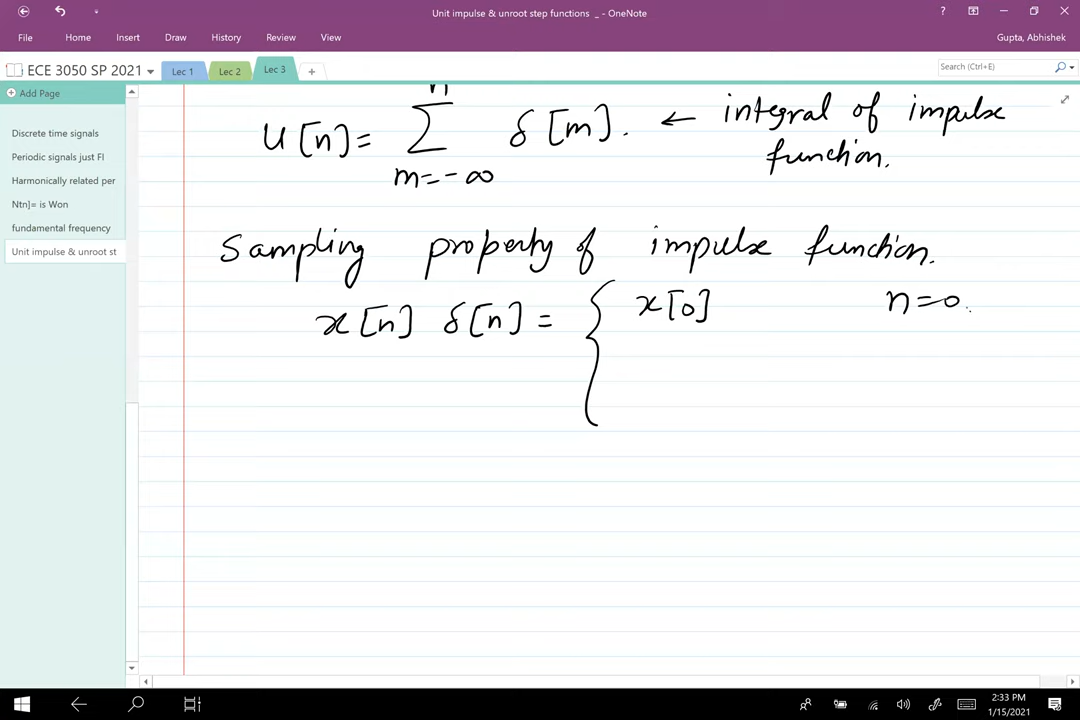 Unit impulse & unroot step functions _ - OneNote
?
File Home Insert Draw History Review View
Gupta, Abhishek
ECE 3050 SP 2021
Lec 1 Lec 2 Lec 3 +
Search (Ctrl+E)
Add Page
Discrete time signals
Periodic signals just FI
Harmonically related per
Ntn]= is Won
fundamental frequency
Unit impulse & unroot st
n
u[n]= ∑ δ[m]. ← integral of impulse
m=-∞
function.
Sampling property of impulse function.
x[n] δ[n] = { x[0] n=0.
2:33 PM
1/15/2021